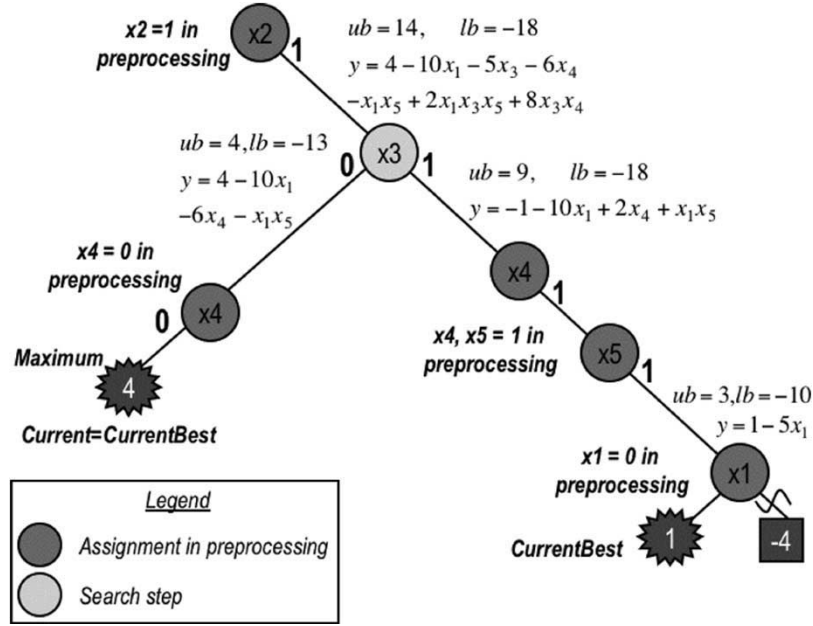 x2 =1 in
preprocessing
x2
1
ub = 14, lb = −18
y = 4 − 10x₁ − 5x₃ − 6x₄
−x₁x₅ + 2x₁x₃x₅ + 8x₃x₄
ub = 4,lb = −13
y = 4 − 10x₁
−6x₄ − x₁x₅
0
x3
1
ub = 9, lb = −18
y = −1 − 10x₁ + 2x₄ + x₁x₅
x4 = 0 in
preprocessing
0
x4
x4
1
Maximum
4
Current=CurrentBest
x4, x5 = 1 in
preprocessing
x5
1
ub = 3,lb = −10
y = 1 − 5x₁
x1 = 0 in
preprocessing
x1
CurrentBest
1
-4
Legend
Assignment in preprocessing
Search step